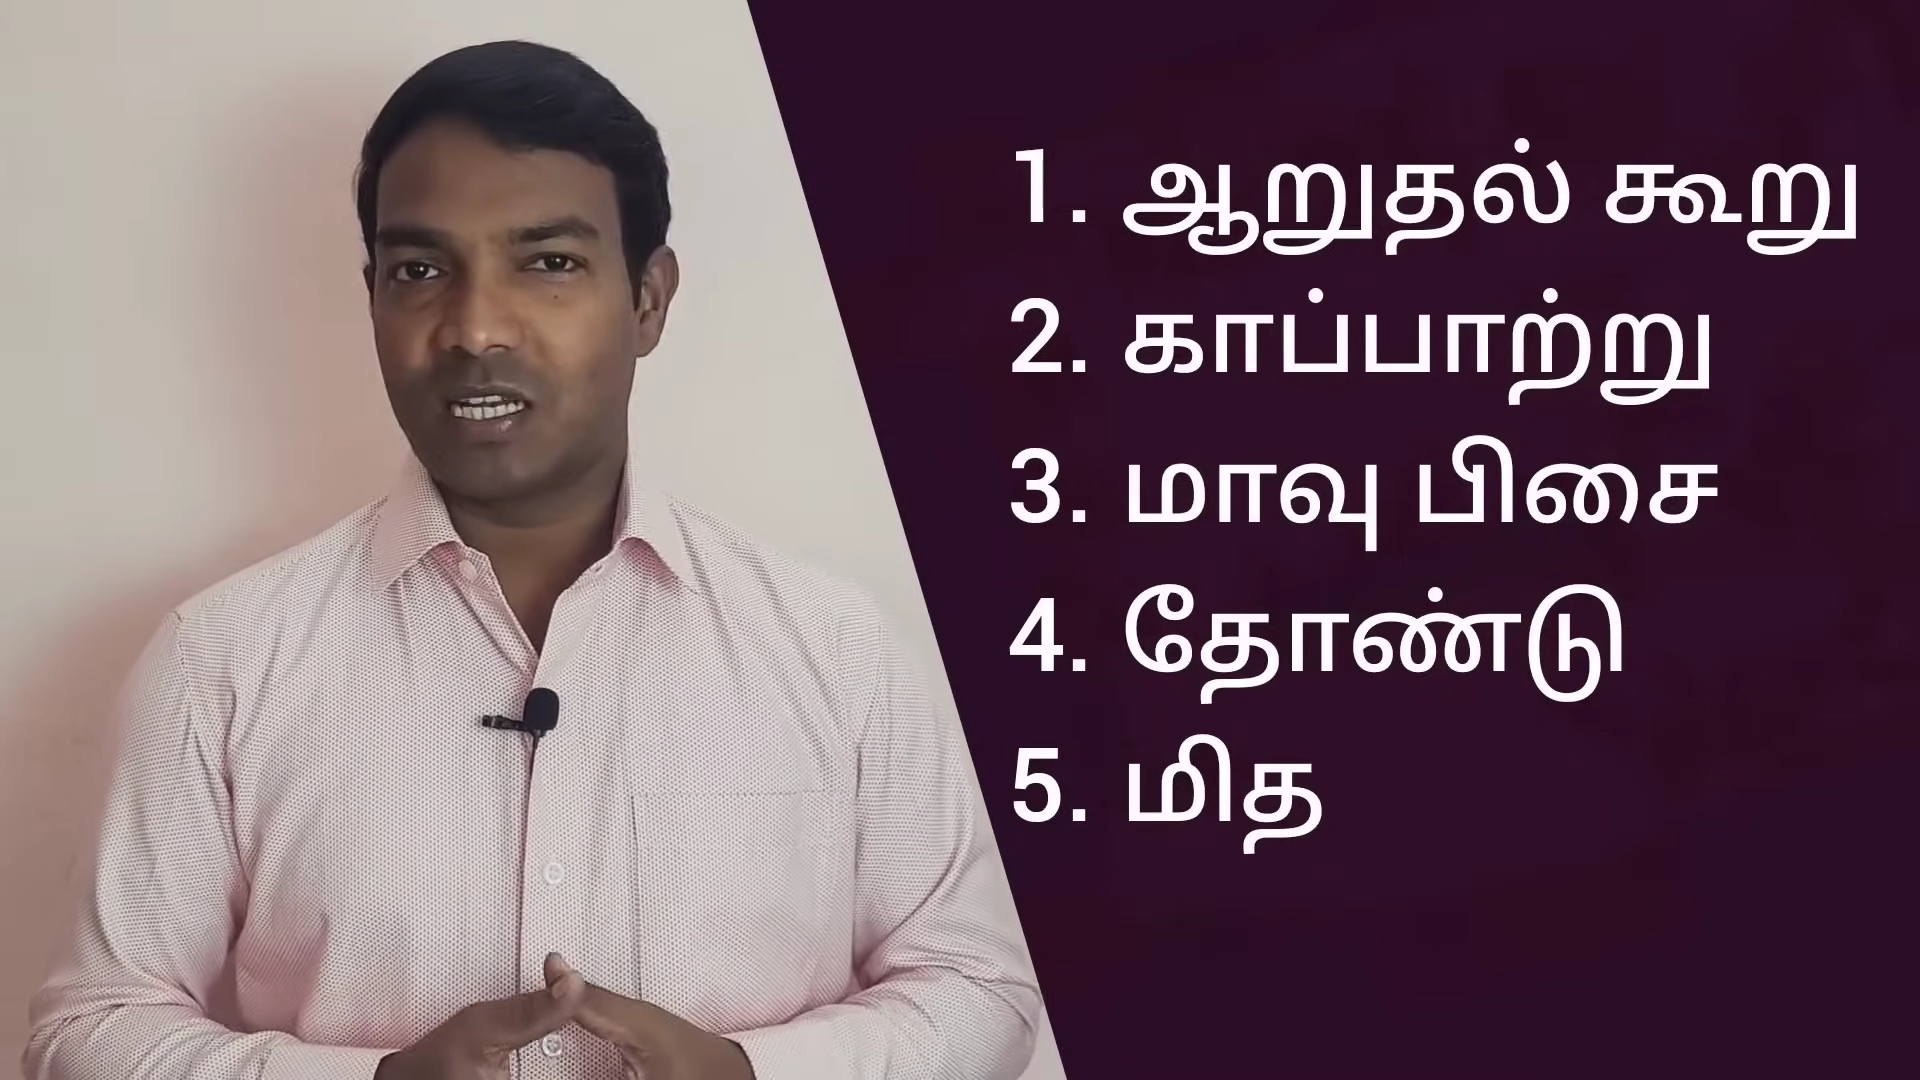 1. ஆறுதல் கூறு
2. காப்பாற்று
3. மாவு பிசை
4. தோண்டு
5. மித